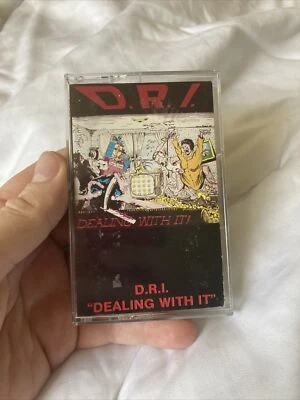 D.R.I.
DEALING WITH IT!
D.R.I.
"DEALING WITH IT"